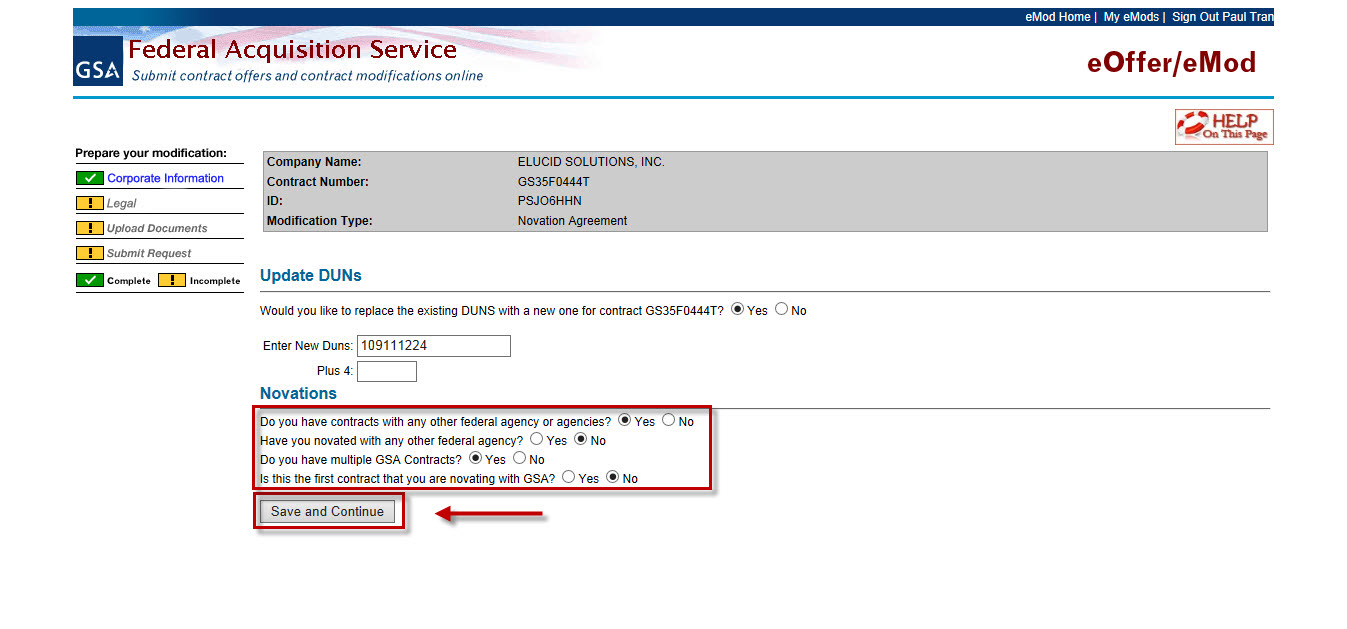 eMod Home | My eMods | Sign Out Paul Tran
GSA
Federal Acquisition Service
Submit contract offers and contract modifications online
eOffer/eMod
HELP
On This Page
Prepare your modification:
Corporate Information
! Legal
! Upload Documents
! Submit Request
Complete ! Incomplete
Company Name: ELUCID SOLUTIONS, INC.
Contract Number: GS35F0444T
ID: PSJO6HHN
Modification Type: Novation Agreement
Update DUNs
Would you like to replace the existing DUNS with a new one for contract GS35F0444T? Yes No
Enter New Duns: 109111224
Plus 4:
Novations
Do you have contracts with any other federal agency or agencies? Yes No
Have you novated with any other federal agency? Yes No
Do you have multiple GSA Contracts? Yes No
Is this the first contract that you are novating with GSA? Yes No
Save and Continue